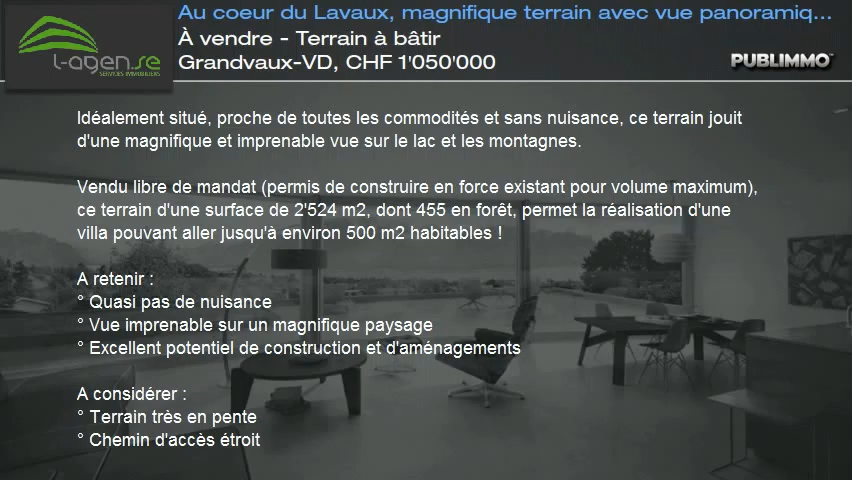 Au coeur du Lavaux, magnifique terrain avec vue panoramiq...
À vendre - Terrain à bâtir
Grandvaux-VD, CHF 1'050'000
l-agen.se
SERVICES IMMOBILIERS
PUBLIMMO
Idéalement situé, proche de toutes les commodités et sans nuisance, ce terrain jouit
d'une magnifique et imprenable vue sur le lac et les montagnes.
Vendu libre de mandat (permis de construire en force existant pour volume maximum),
ce terrain d'une surface de 2'524 m2, dont 455 en forêt, permet la réalisation d'une
villa pouvant aller jusqu'à environ 500 m2 habitables !
A retenir :
° Quasi pas de nuisance
° Vue imprenable sur un magnifique paysage
° Excellent potentiel de construction et d'aménagements
A considérer :
° Terrain très en pente
° Chemin d'accès étroit